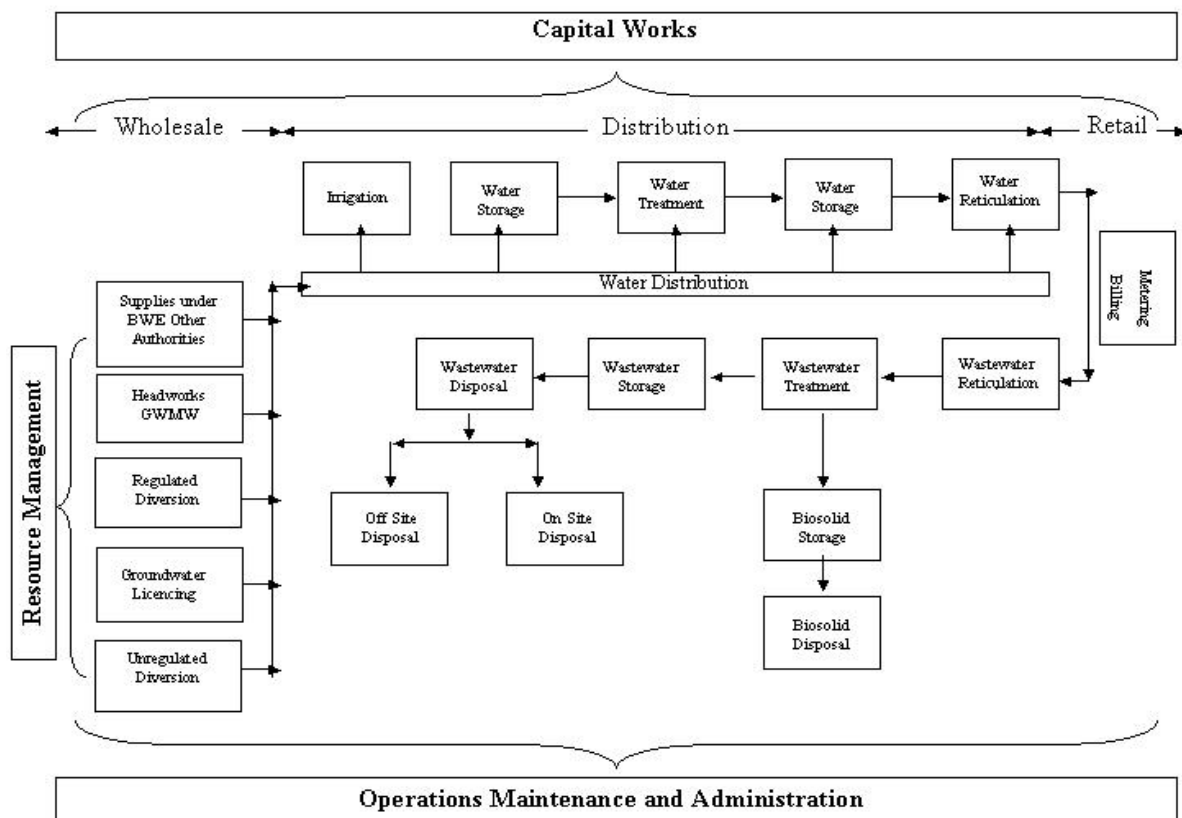 Capital Works
Wholesale
Distribution
Retail
Irrigation
Water
Storage
Water
Treatment
Water
Storage
Water
Reticulation
Water Distribution
Metering
Billing
Supplies under
BWE Other
Authorities
Headworks
GWMW
Regulated
Diversion
Groundwater
Licencing
Unregulated
Diversion
Resource Management
Wastewater
Disposal
Wastewater
Storage
Wastewater
Treatment
Wastewater
Reticulation
Off Site
Disposal
On Site
Disposal
Biosolid
Storage
Biosolid
Disposal
Operations Maintenance and Administration